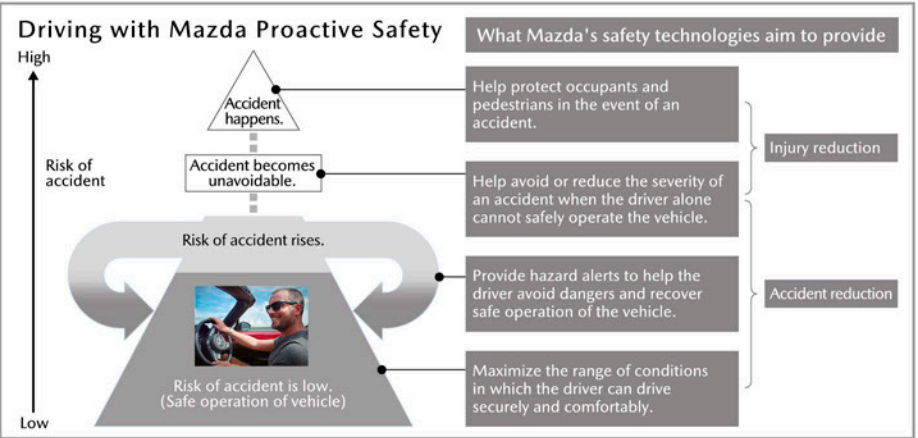 Driving with Mazda Proactive Safety
What Mazda's safety technologies aim to provide
High
Risk of
accident
Low
Accident
happens.
Accident becomes
unavoidable.
Risk of accident rises.
Risk of accident is low.
(Safe operation of vehicle)
Help protect occupants and
pedestrians in the event of an
accident.
Help avoid or reduce the severity of
an accident when the driver alone
cannot safely operate the vehicle.
Provide hazard alerts to help the
driver avoid dangers and recover
safe operation of the vehicle.
Maximize the range of conditions
in which the driver can drive
securely and comfortably.
Injury reduction
Accident reduction